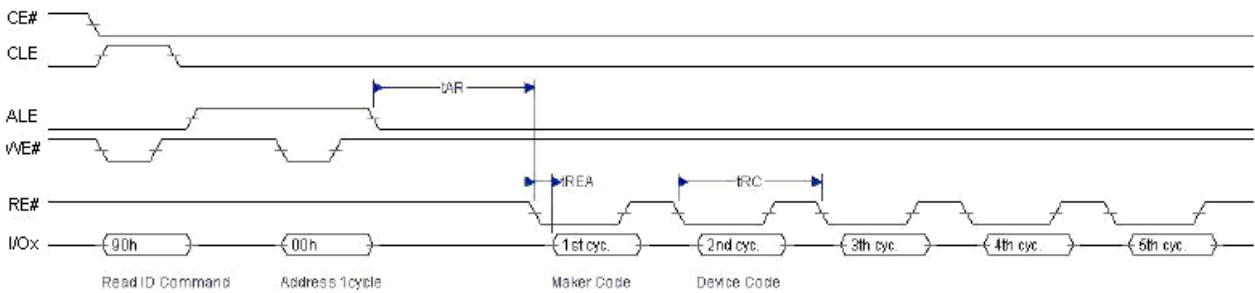 CE#
CLE
tAR
ALE
WE#
tREA
tRC
RE#
I/Ox 90h 00h 1st cyc. 2nd cyc. 3th cyc. 4th cyc. 5th cyc.
Read ID Command Address 1cycle Maker Code Device Code